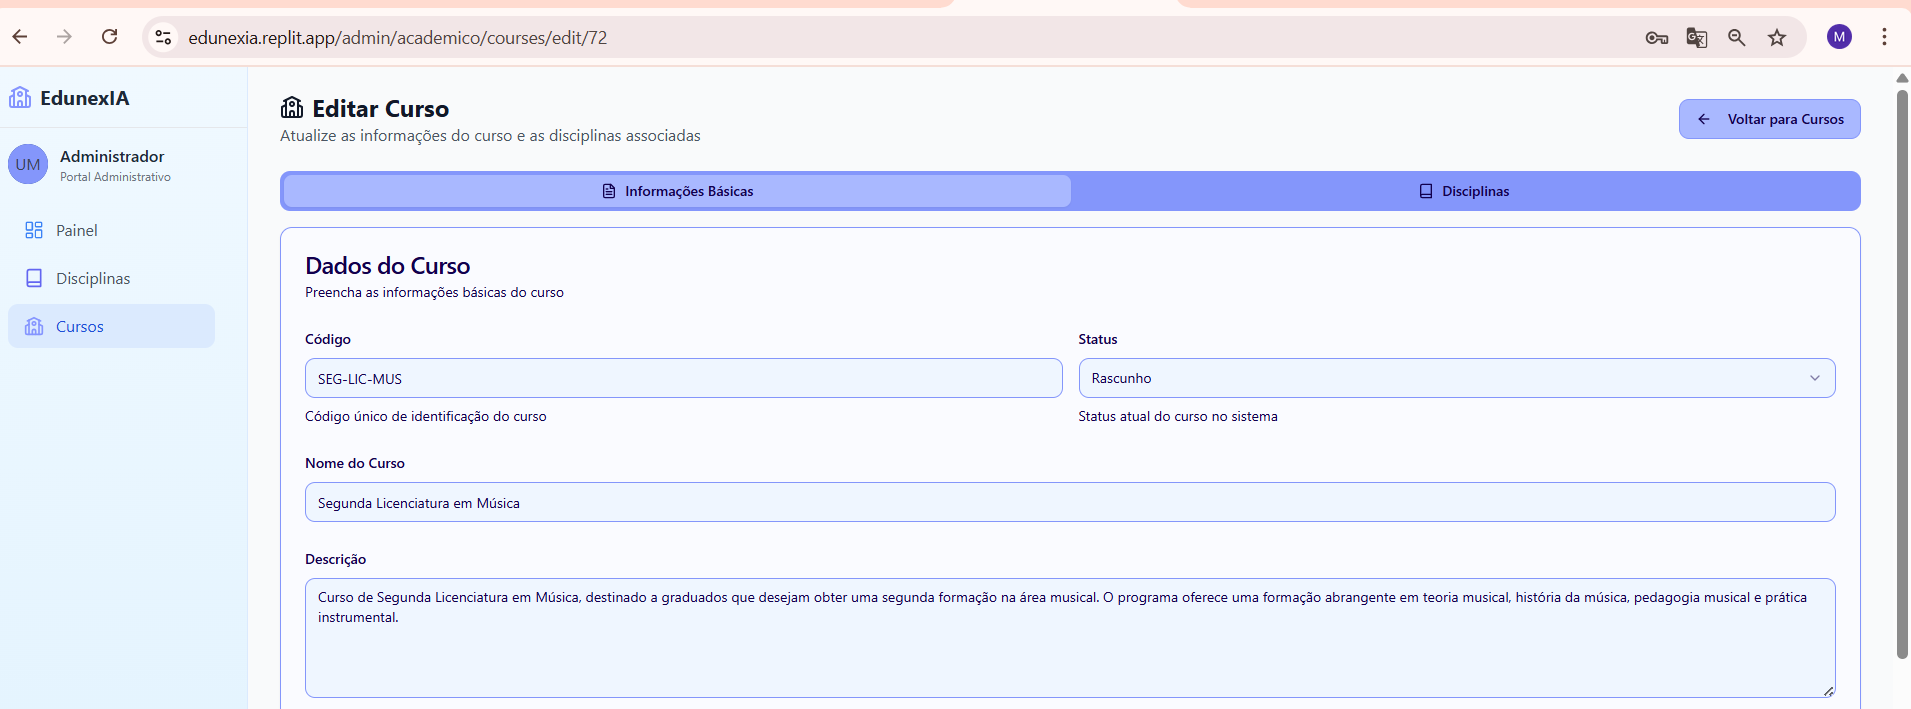 edunexia.replit.app/admin/academico/courses/edit/72
M
EdunexIA
UM
Administrador
Portal Administrativo
Painel
Disciplinas
Cursos
Editar Curso
Atualize as informações do curso e as disciplinas associadas
Voltar para Cursos
Informações Básicas
Disciplinas
Dados do Curso
Preencha as informações básicas do curso
Código
Status
SEG-LIC-MUS
Rascunho
Código único de identificação do curso
Status atual do curso no sistema
Nome do Curso
Segunda Licenciatura em Música
Descrição
Curso de Segunda Licenciatura em Música, destinado a graduados que desejam obter uma segunda formação na área musical. O programa oferece uma formação abrangente em teoria musical, história da música, pedagogia musical e prática
instrumental.